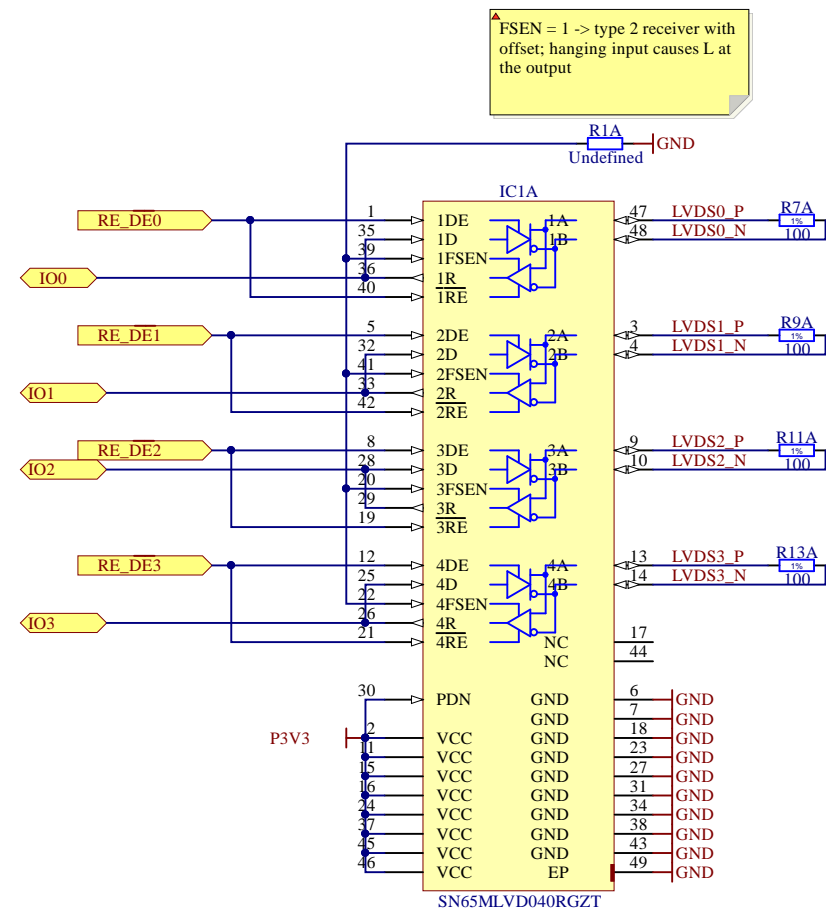 FSEN = 1 -> type 2 receiver with
offset; hanging input causes L at
the output
R1A
GND
Undefined
IC1A
RE_DE0 1 1DE 1A 47 LVDS0_P R7A
35 1D 1B 48 LVDS0_N 1%
100
39 1FSEN
IO0 36 1R
40 1RE
RE_DE1 5 2DE 2A 3 LVDS1_P R9A
32 2D 2B 4 LVDS1_N 1%
100
41 2FSEN
IO1 33 2R
42 2RE
RE_DE2 8 3DE 3A 9 LVDS2_P R11A
IO2 28 3D 3B 10 LVDS2_N 1%
100
20 3FSEN
29 3R
19 3RE
RE_DE3 12 4DE 4A 13 LVDS3_P R13A
25 4D 4B 14 LVDS3_N 1%
100
22 4FSEN
IO3 26 4R
21 4RE
NC 17
NC 44
30 PDN GND 6 GND
GND 7
P3V3 2 VCC GND 18 GND
11 VCC GND 23 GND
15 VCC GND 27 GND
16 VCC GND 31 GND
24 VCC GND 34 GND
37 VCC GND 38 GND
45 VCC GND 43 GND
46 VCC EP 49 GND
SN65MLVD040RGZT